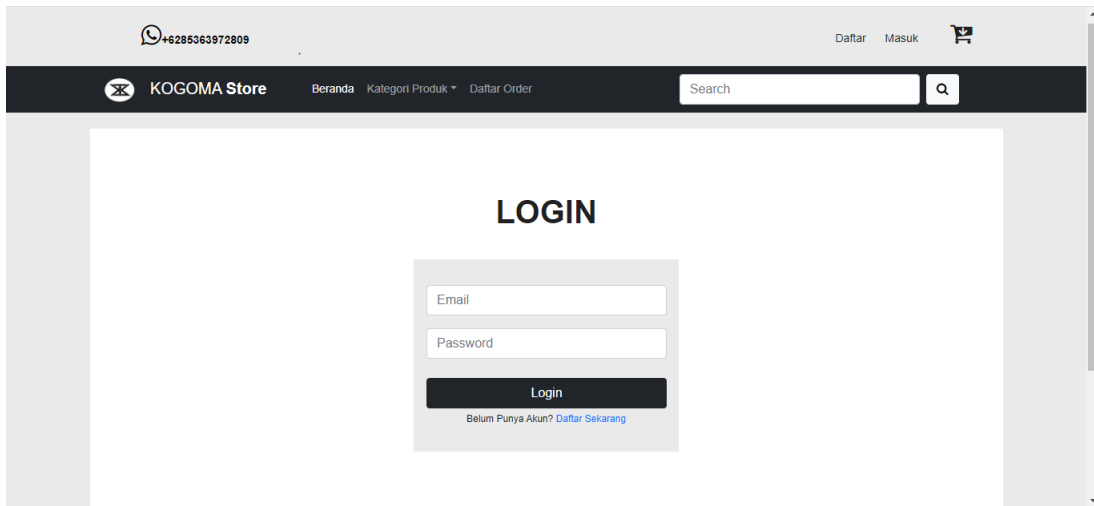 +6285363972809
Daftar Masuk
KOGOMA Store Beranda Kategori Produk Daftar Order Search
LOGIN
Email
Password
Login
Belum Punya Akun? Daftar Sekarang